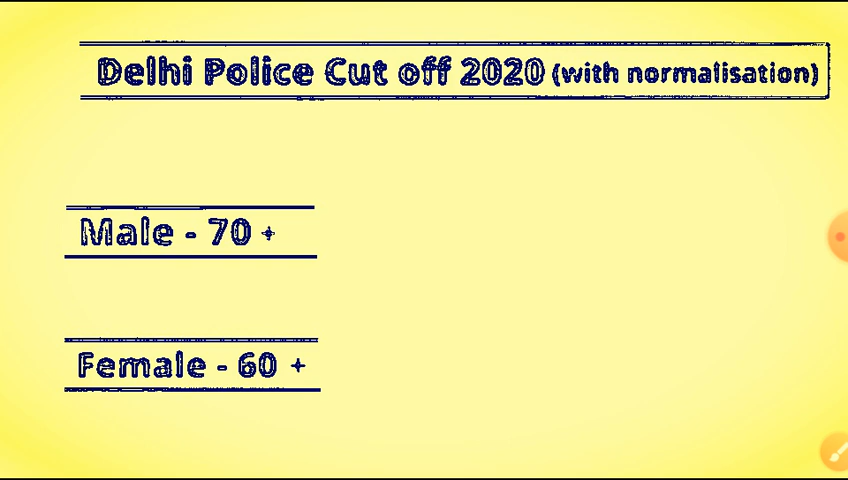 Delhi Police Cut off 2020 (with normalisation)
Male - 70 +
Female - 60 +